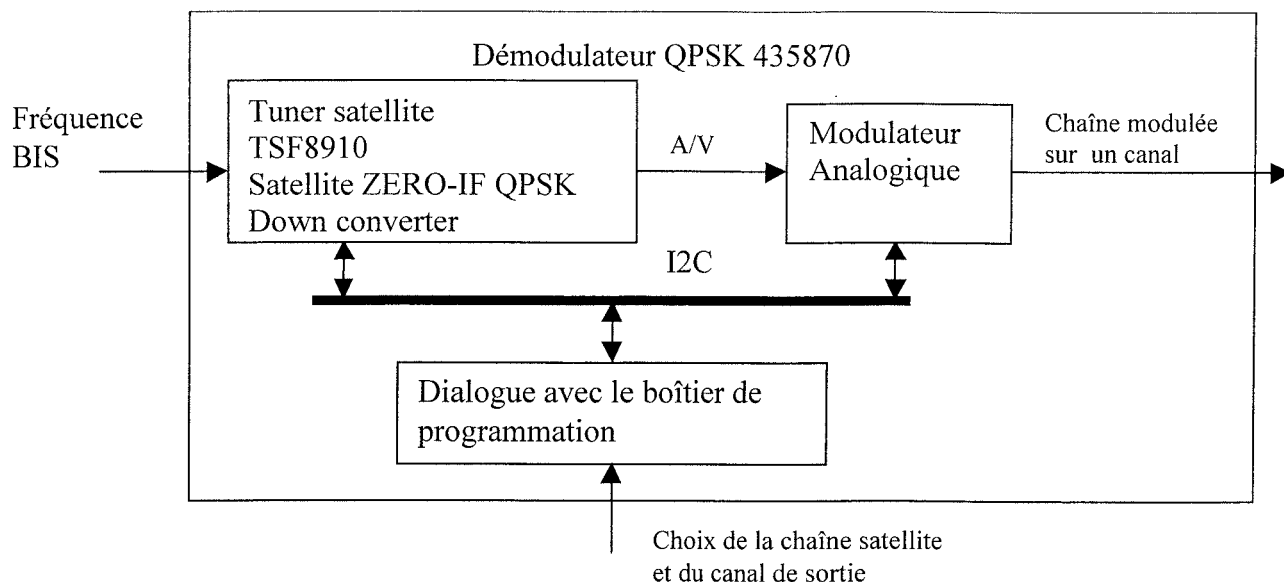 Démodulateur QPSK 435870
Fréquence
BIS
Tuner satellite
TSF8910
Satellite ZERO-IF QPSK
Down converter
A/V
Modulateur
Analogique
Chaîne modulée
sur un canal
I2C
Dialogue avec le boîtier de
programmation
Choix de la chaîne satellite
et du canal de sortie